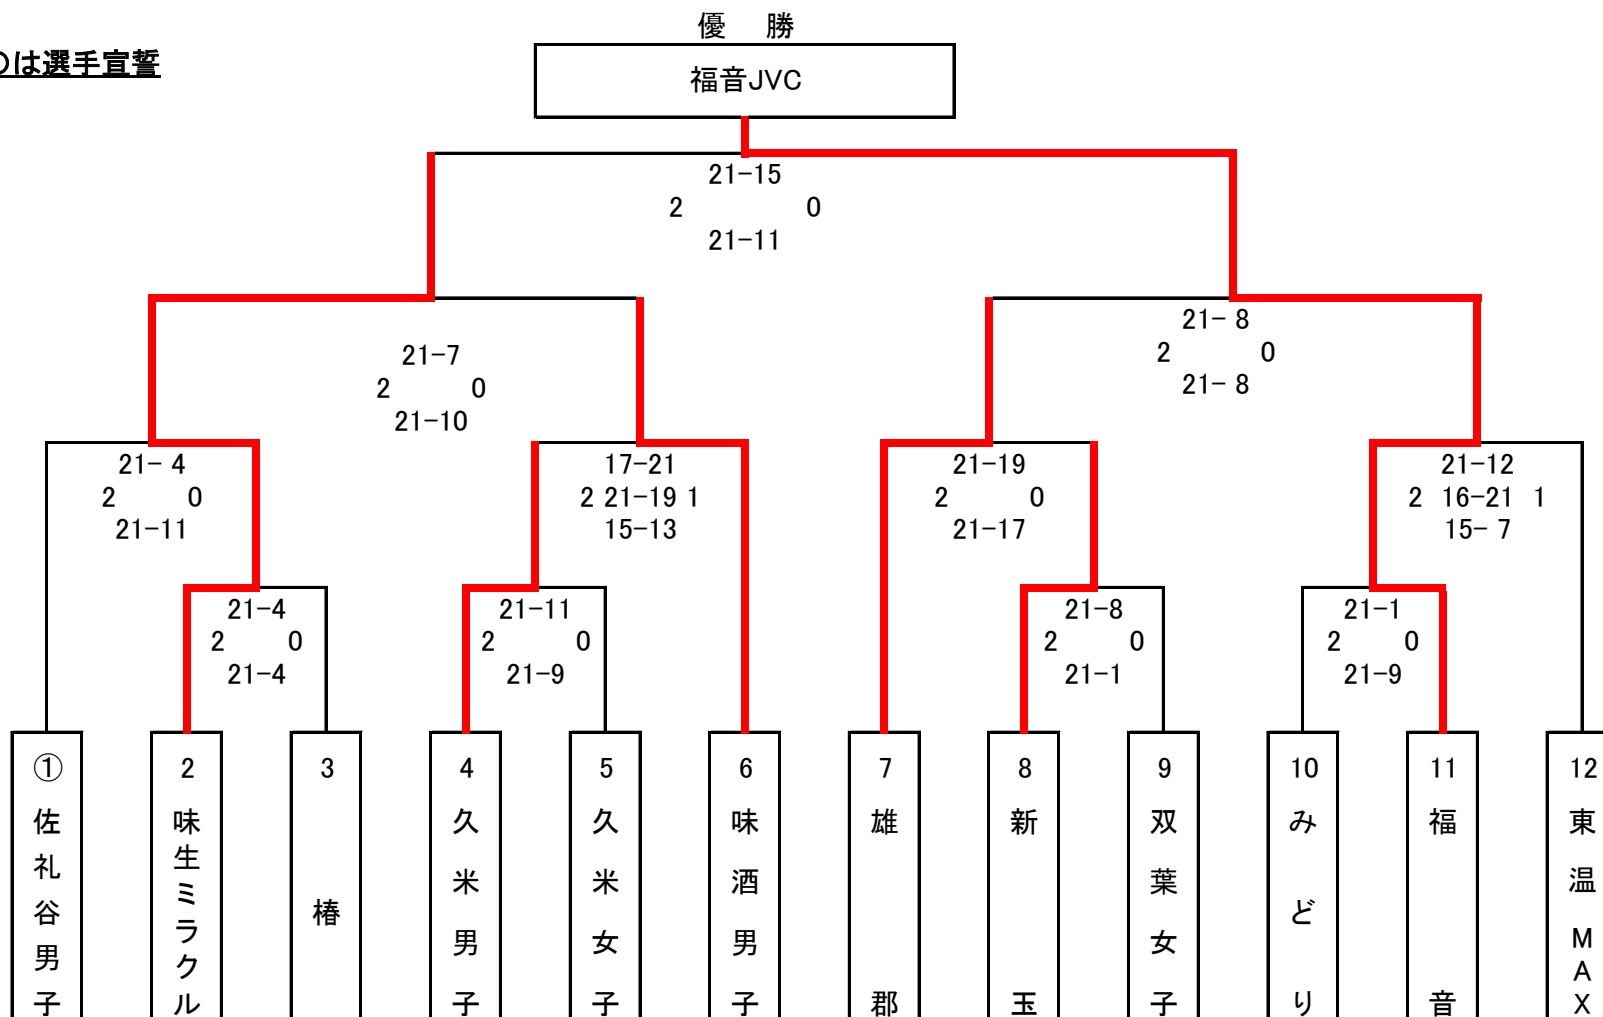 優　勝
のは選手宣誓
福音JVC
21-15
2 0
21-11
21- 8
2 0
21- 8
21-7
2 0
21-10
21- 4
2 0
21-11
17-21
2 21-19 1
15-13
21-19
2 0
21-17
21-12
2 16-21 1
15- 7
21-4
2 0
21-4
21-11
2 0
21-9
21-8
2 0
21-1
21-1
2 0
21-9
① 佐礼谷男子
2 味生ミラクル
3 椿
4 久米男子
5 久米女子
6 味酒男子
7 雄郡
8 新玉
9 双葉女子
10 みどり
11 福音
12 東温MAX